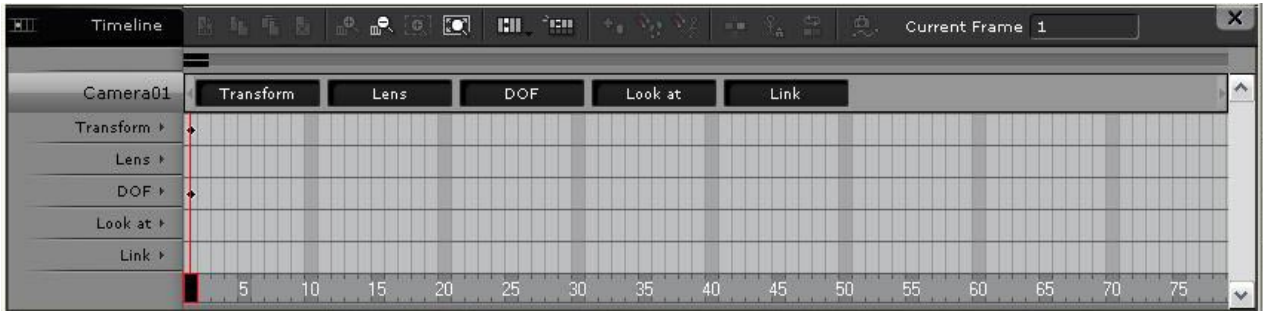 Timeline Current Frame 1
Camera01 Transform Lens DOF Look at Link
Transform
Lens
DOF
Look at
Link
5 10 15 20 25 30 35 40 45 50 55 60 65 70 75